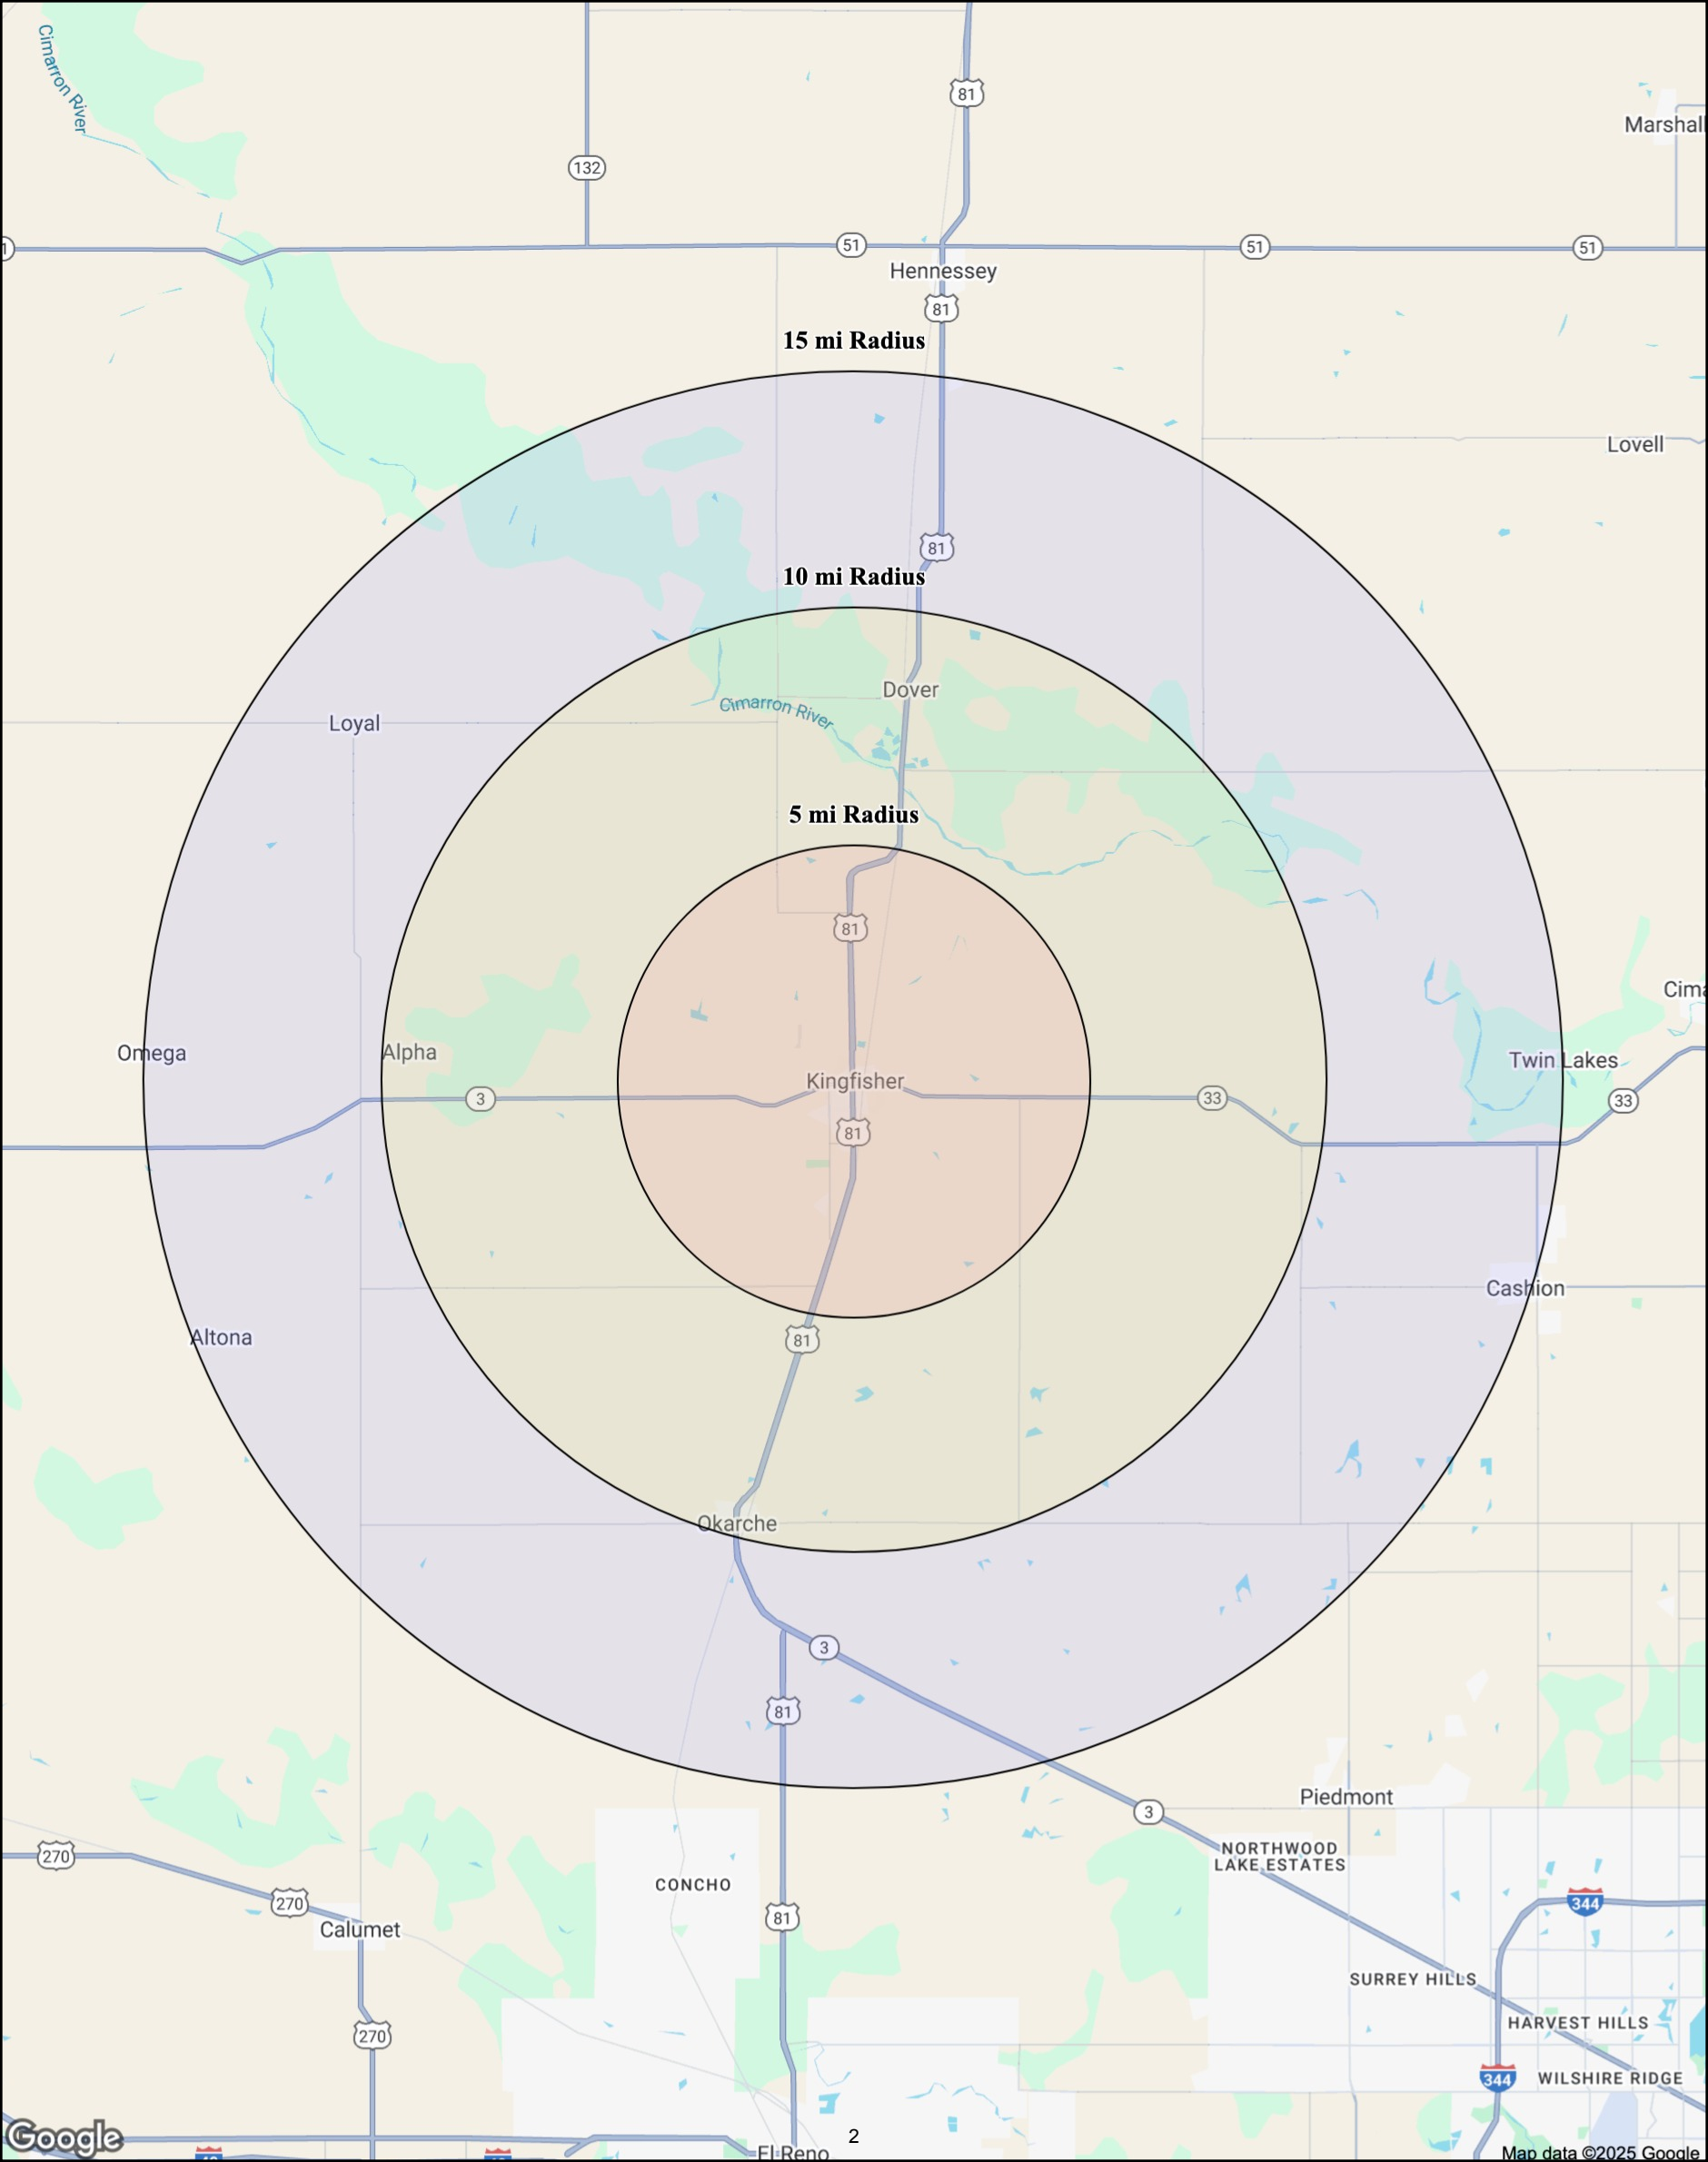 Cimarron River
81
Marshall
132
1
51
51
51
Hennessey
81
15 mi Radius
Lovell
81
10 mi Radius
Dover
Cimarron River
Loyal
5 mi Radius
81
Cima
Omega
Alpha
Twin Lakes
Kingfisher
3
33
33
81
Cashion
Altona
81
Okarche
3
81
Piedmont
3
NORTHWOOD
LAKE ESTATES
270
CONCHO
270
344
81
Calumet
SURREY HILLS
HARVEST HILLS
270
344
WILSHIRE RIDGE
Google
2
El Reno
Map data ©2025 Google